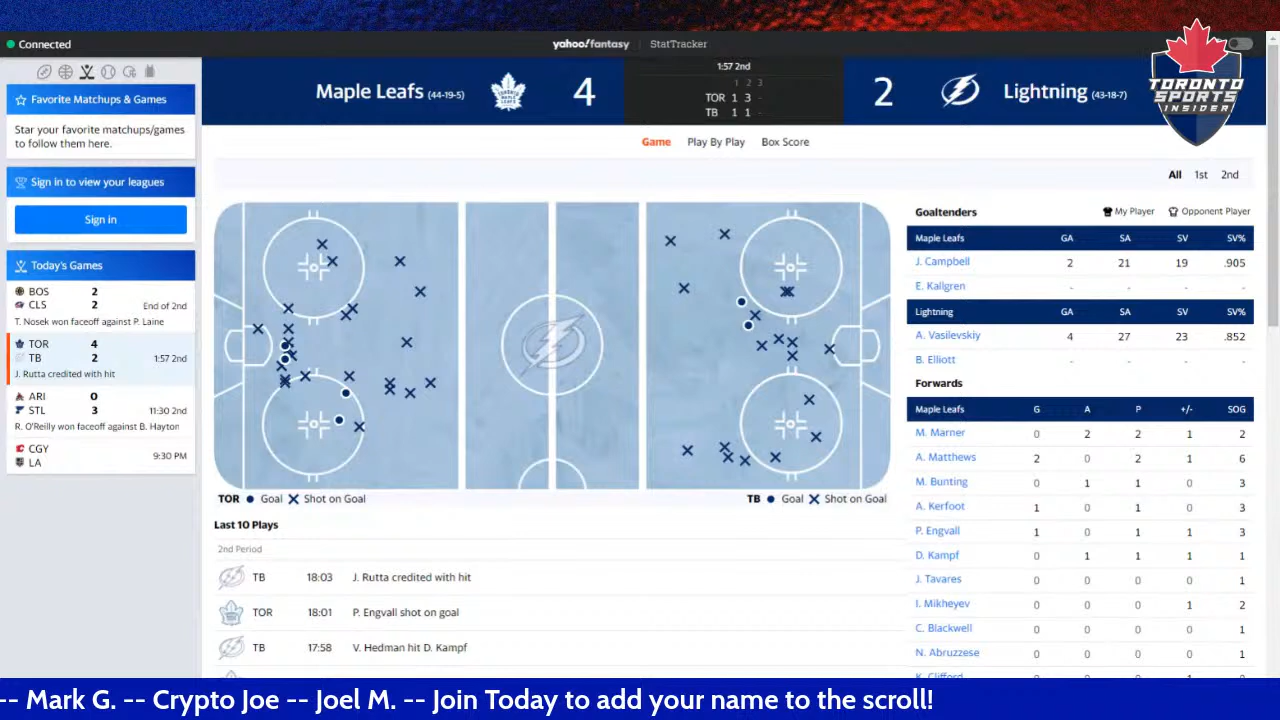 Connected
yahoo!fantasy StatTracker
TORONTO
SPORTS
INSIDER
Favorite Matchups & Games
Star your favorite matchups/games
to follow them here.
Sign in to view your leagues
Sign in
Today's Games
BOS 2
CLS 2 End of 2nd
T. Nosek won faceoff against P. Laine
TOR 4
TB 2 1:57 2nd
J. Rutta credited with hit
ARI 0
STL 3 11:30 2nd
R. O'Reilly won faceoff against B. Hayton
CGY
LA 9:30 PM
Maple Leafs (44-19-5) 4
1:57 2nd
1 2 3
TOR 1 3 -
TB 1 1 -
2 Lightning (43-18-7)
Game Play By Play Box Score
All 1st 2nd
TOR Goal Shot on Goal
TB Goal Shot on Goal
Last 10 Plays
2nd Period
TB 18:03 J. Rutta credited with hit
TOR 18:01 P. Engvall shot on goal
TB 17:58 V. Hedman hit D. Kampf
Goaltenders My Player Opponent Player
Maple Leafs GA SA SV SV%
J. Campbell 2 21 19 .905
E. Kallgren - - - -
Lightning GA SA SV SV%
A. Vasilevskiy 4 27 23 .852
B. Elliott - - - -
Forwards
Maple Leafs G A P +/- SOG
M. Marner 0 2 2 1 2
A. Matthews 2 0 2 1 6
M. Bunting 0 1 1 0 3
A. Kerfoot 1 0 1 0 3
P. Engvall 1 0 1 1 3
D. Kampf 0 1 1 1 1
J. Tavares 0 0 0 0 1
I. Mikheyev 0 0 0 1 2
C. Blackwell 0 0 0 0 1
N. Abruzzese 0 0 0 0 1
K. Clifford
-- Mark G. -- Crypto Joe -- Joel M. -- Join Today to add your name to the scroll!